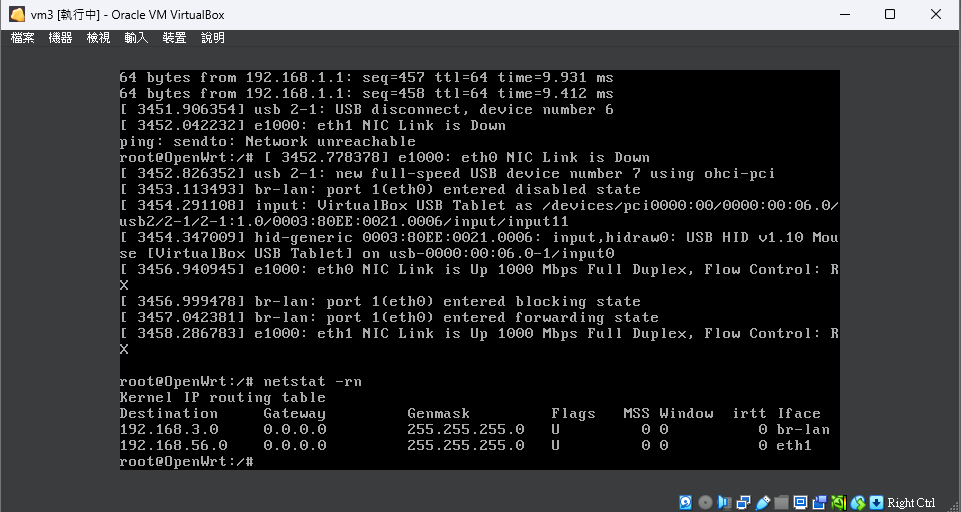 vm3 [執行中] - Oracle VM VirtualBox
檔案 機器 檢視 輸入 裝置 說明
64 bytes from 192.168.1.1: seq=457 ttl=64 time=9.931 ms
64 bytes from 192.168.1.1: seq=458 ttl=64 time=9.412 ms
[ 3451.906354] usb 2-1: USB disconnect, device number 6
[ 3452.042232] e1000: eth1 NIC Link is Down
ping: sendto: Network unreachable
root@OpenWrt:/# [ 3452.778378] e1000: eth0 NIC Link is Down
[ 3452.826352] usb 2-1: new full-speed USB device number 7 using ohci-pci
[ 3453.113493] br-lan: port 1(eth0) entered disabled state
[ 3454.291108] input: VirtualBox USB Tablet as /devices/pci0000:00/0000:00:06.0/
usb2/2-1/2-1:1.0/0003:80EE:0021.0006/input/input11
[ 3454.347009] hid-generic 0003:80EE:0021.0006: input,hidraw0: USB HID v1.10 Mou
se [VirtualBox USB Tablet] on usb-0000:00:06.0-1/input0
[ 3456.940945] e1000: eth0 NIC Link is Up 1000 Mbps Full Duplex, Flow Control: R
X
[ 3456.999478] br-lan: port 1(eth0) entered blocking state
[ 3457.042381] br-lan: port 1(eth0) entered forwarding state
[ 3458.286783] e1000: eth1 NIC Link is Up 1000 Mbps Full Duplex, Flow Control: R
X
root@OpenWrt:/# netstat -rn
Kernel IP routing table
Destination Gateway Genmask Flags MSS Window irtt Iface
192.168.3.0 0.0.0.0 255.255.255.0 U 0 0 0 br-lan
192.168.56.0 0.0.0.0 255.255.255.0 U 0 0 0 eth1
root@OpenWrt:/#
Right Ctrl